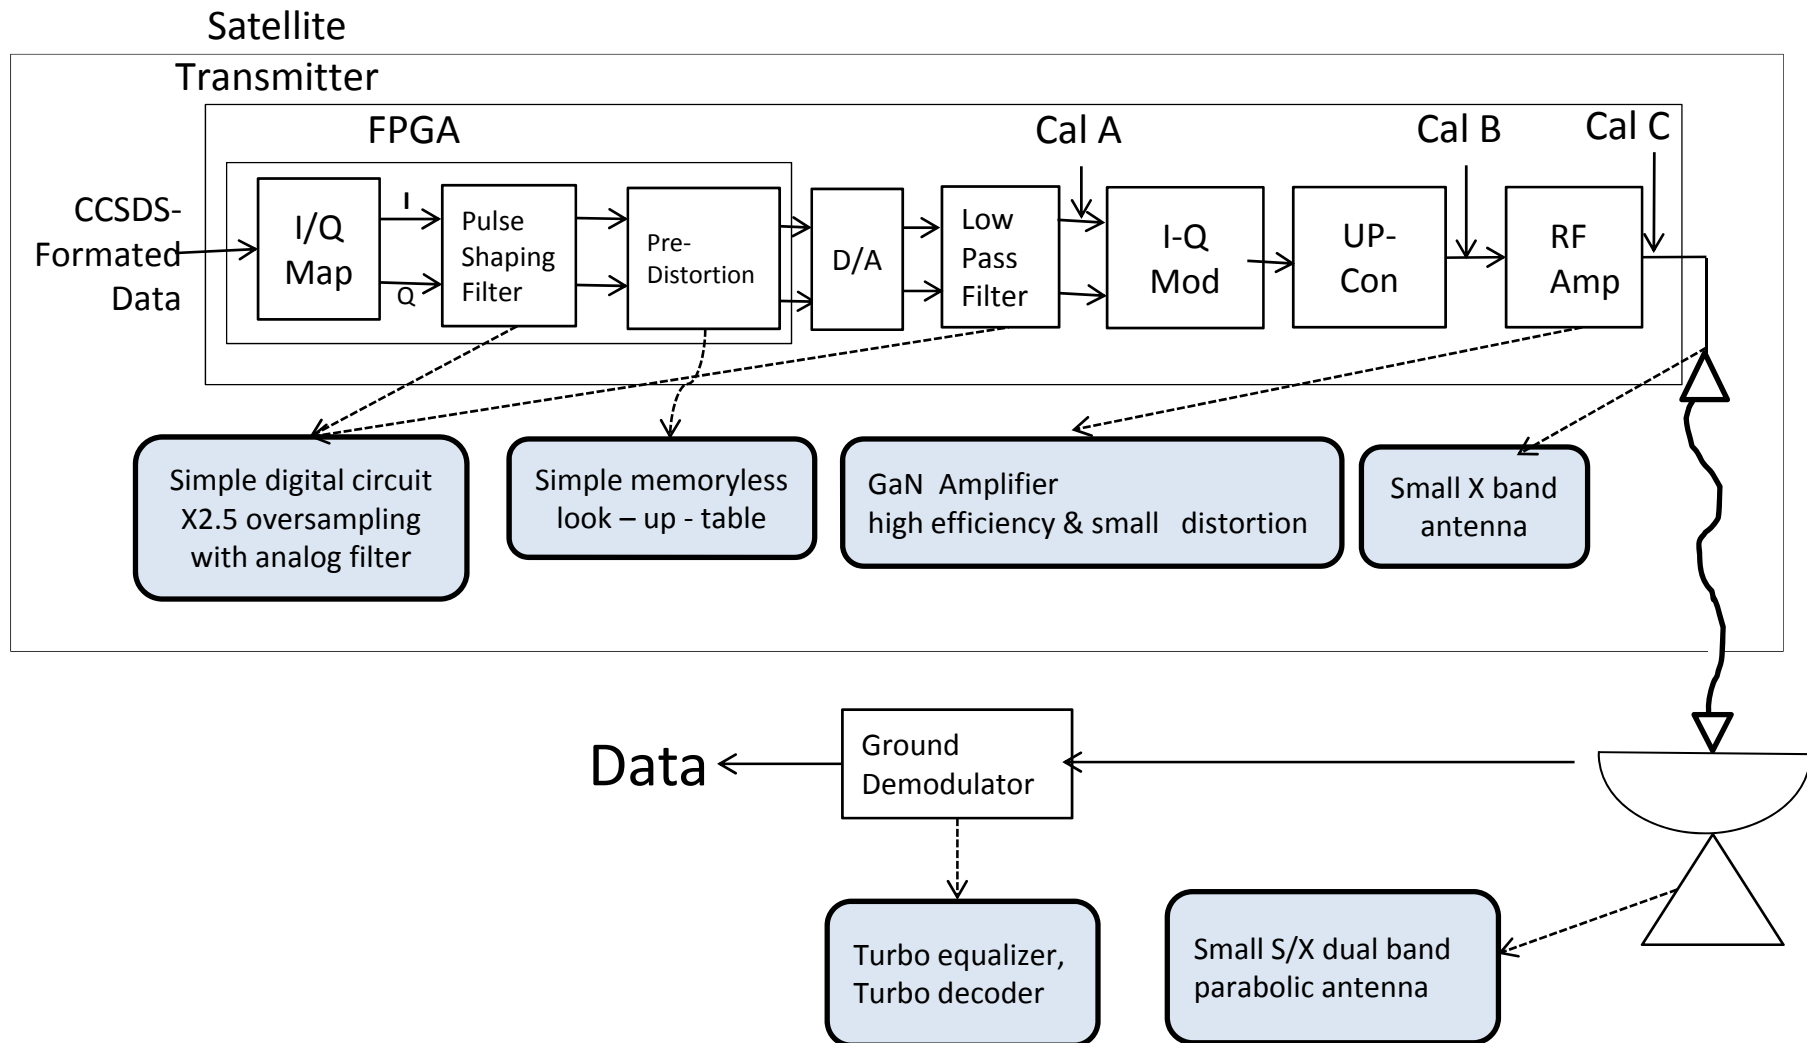 Satellite
Transmitter
FPGA
Cal A
Cal B
Cal C
CCSDS-
Formated
Data
I/Q
Map
I
Q
Pulse
Shaping
Filter
Pre-
Distortion
D/A
Low
Pass
Filter
I-Q
Mod
UP-
Con
RF
Amp
Simple digital circuit
X2.5 oversampling
with analog filter
Simple memoryless
look – up - table
GaN Amplifier
high efficiency & small distortion
Small X band
antenna
Data
Ground
Demodulator
Turbo equalizer,
Turbo decoder
Small S/X dual band
parabolic antenna